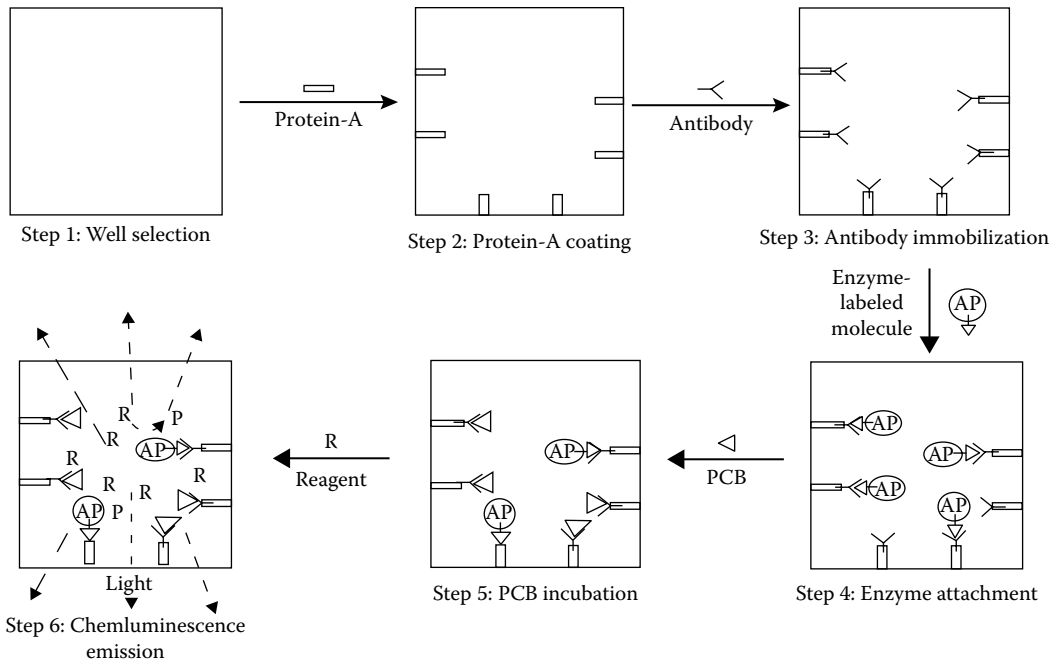 Protein-A
Antibody
Step 1: Well selection
Step 2: Protein-A coating
Step 3: Antibody immobilization
Enzyme-
labeled
molecule
AP
AP
AP
AP
AP
Step 4: Enzyme attachment
PCB
AP
AP
Step 5: PCB incubation
R
Reagent
R
P
R
AP
R
R
R
R
AP
P
Light
Step 6: Chemluminescence
emission